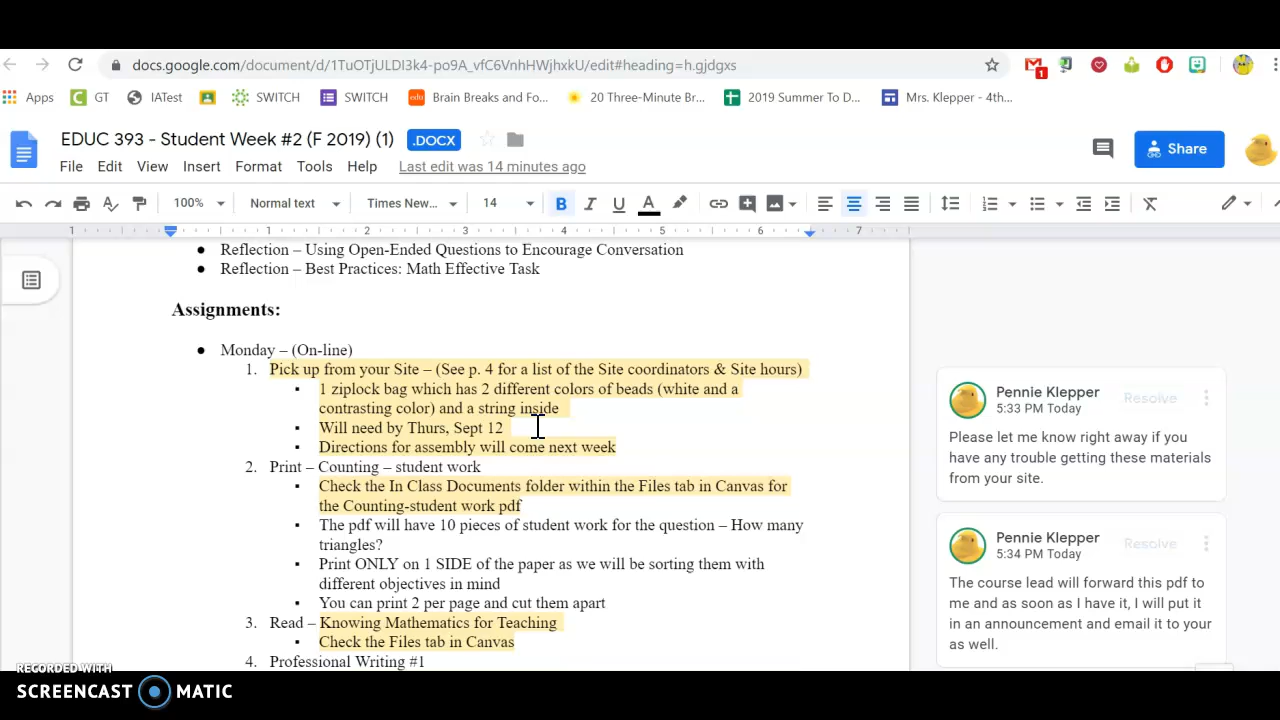 docs.google.com/document/d/1TuOTjULDI3k4-po9A_vfC6VnhHWjhxkU/edit#heading=h.gjdgxs
1
Apps GT IATest SWITCH SWITCH Brain Breaks and Fo... 20 Three-Minute Br... 2019 Summer To D... Mrs. Klepper - 4th...
EDUC 393 - Student Week #2 (F 2019) (1) .DOCX
Share
File Edit View Insert Format Tools Help Last edit was 14 minutes ago
100% Normal text Times New... 14 B I U A
1 1 2 3 4 5 6 7
● Reflection – Using Open-Ended Questions to Encourage Conversation
● Reflection – Best Practices: Math Effective Task
Assignments:
● Monday – (On-line)
1. Pick up from your Site – (See p. 4 for a list of the Site coordinators & Site hours)
▪ 1 ziplock bag which has 2 different colors of beads (white and a
contrasting color) and a string inside
▪ Will need by Thurs, Sept 12
▪ Directions for assembly will come next week
2. Print – Counting – student work
▪ Check the In Class Documents folder within the Files tab in Canvas for
the Counting-student work pdf
▪ The pdf will have 10 pieces of student work for the question – How many
triangles?
▪ Print ONLY on 1 SIDE of the paper as we will be sorting them with
different objectives in mind
▪ You can print 2 per page and cut them apart
3. Read – Knowing Mathematics for Teaching
▪ Check the Files tab in Canvas
4. Professional Writing #1
Pennie Klepper
5:33 PM Today
Resolve
Please let me know right away if you
have any trouble getting these materials
from your site.
Pennie Klepper
5:34 PM Today
Resolve
The course lead will forward this pdf to
me and as soon as I have it, I will put it
in an announcement and email it to your
as well.
RECORDED WITH
SCREENCAST MATIC